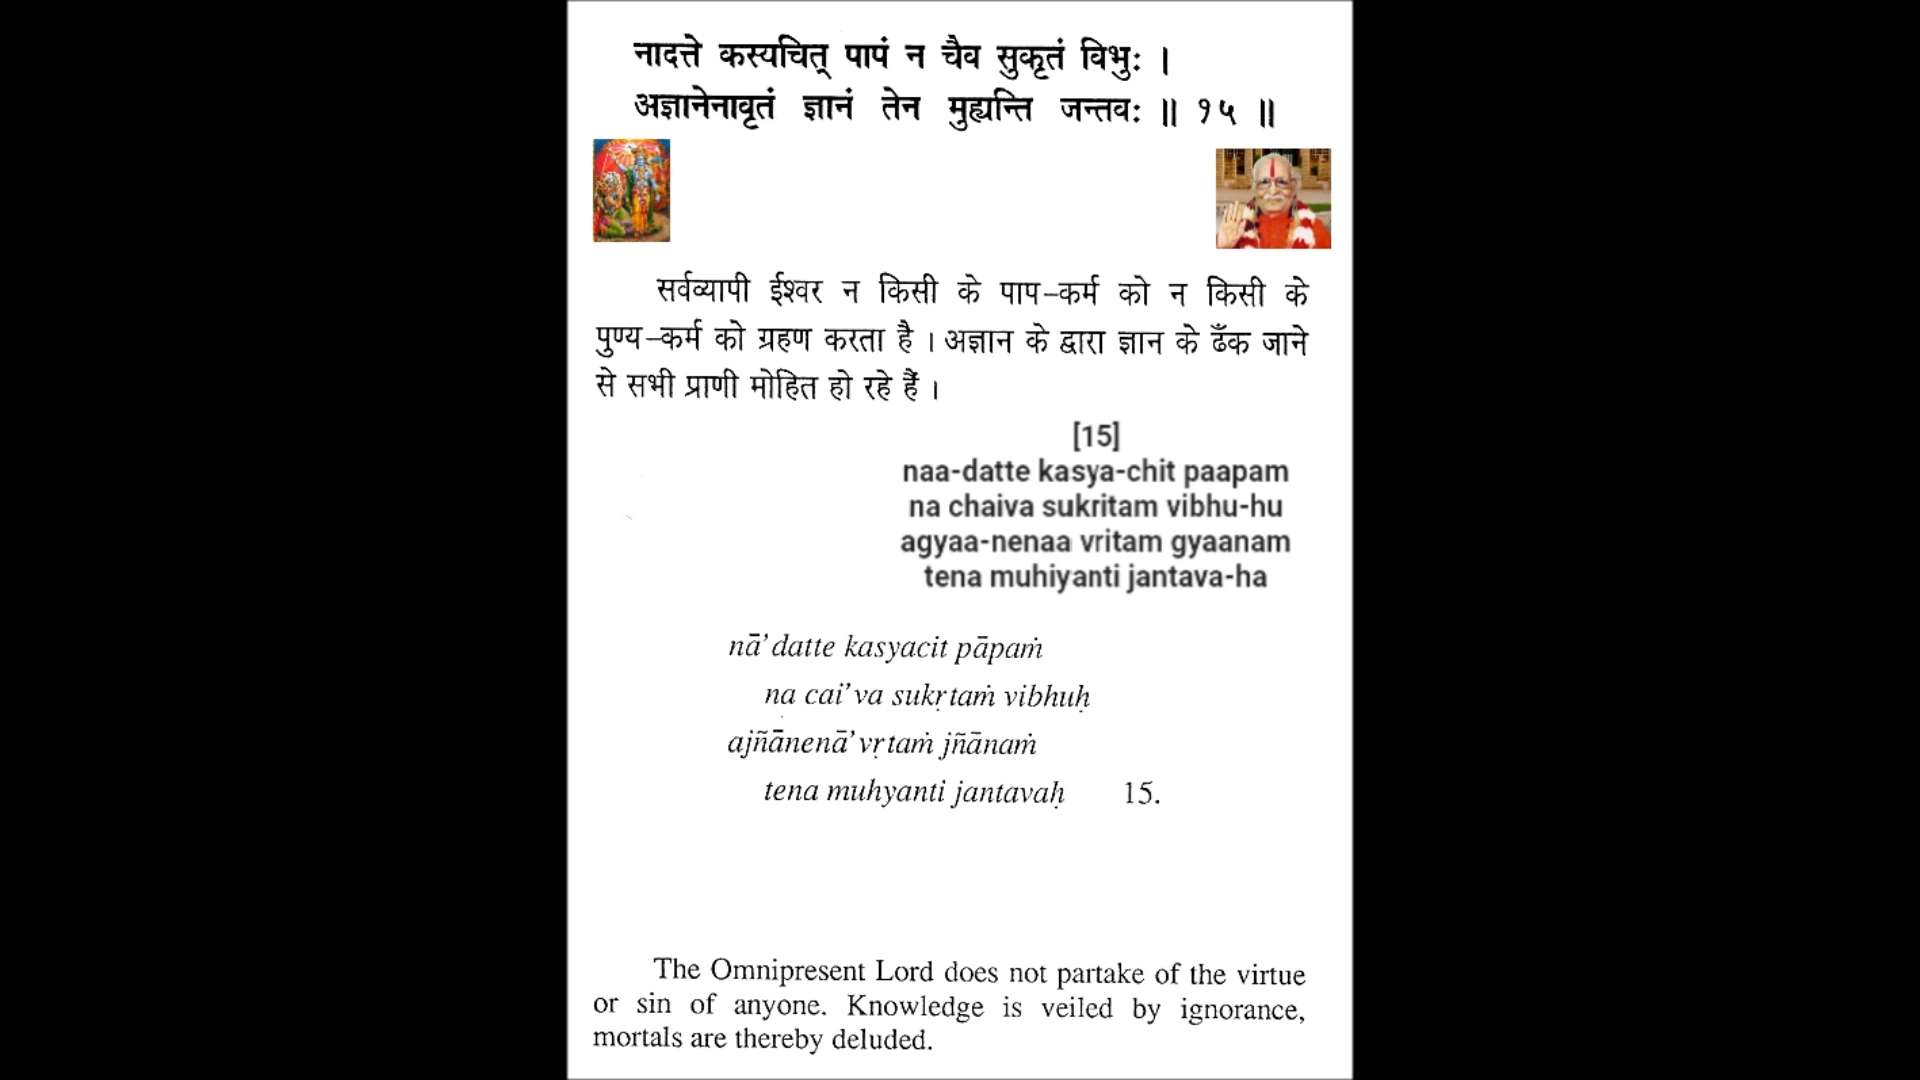 नादत्ते कस्यचित् पापं न चैव सुकृतं विभुः ।
अज्ञानेनावृतं ज्ञानं तेन मुह्यन्ति जन्तवः ॥ १५ ॥
सर्वव्यापी ईश्वर न किसी के पाप-कर्म को न किसी के
पुण्य-कर्म को ग्रहण करता है । अज्ञान के द्वारा ज्ञान के ढँक जाने
से सभी प्राणी मोहित हो रहे हैं ।
[15]
naa-datte kasya-chit paapam
na chaiva sukritam vibhu-hu
agyaa-nenaa vritam gyaanam
tena muhiyanti jantava-ha
nā’datte kasyacit pāpaṁ
na cai’va sukṛtaṁ vibhuḥ
ajñānenā’vṛtaṁ jñānaṁ
tena muhyanti jantavaḥ 15.
The Omnipresent Lord does not partake of the virtue
or sin of anyone. Knowledge is veiled by ignorance,
mortals are thereby deluded.